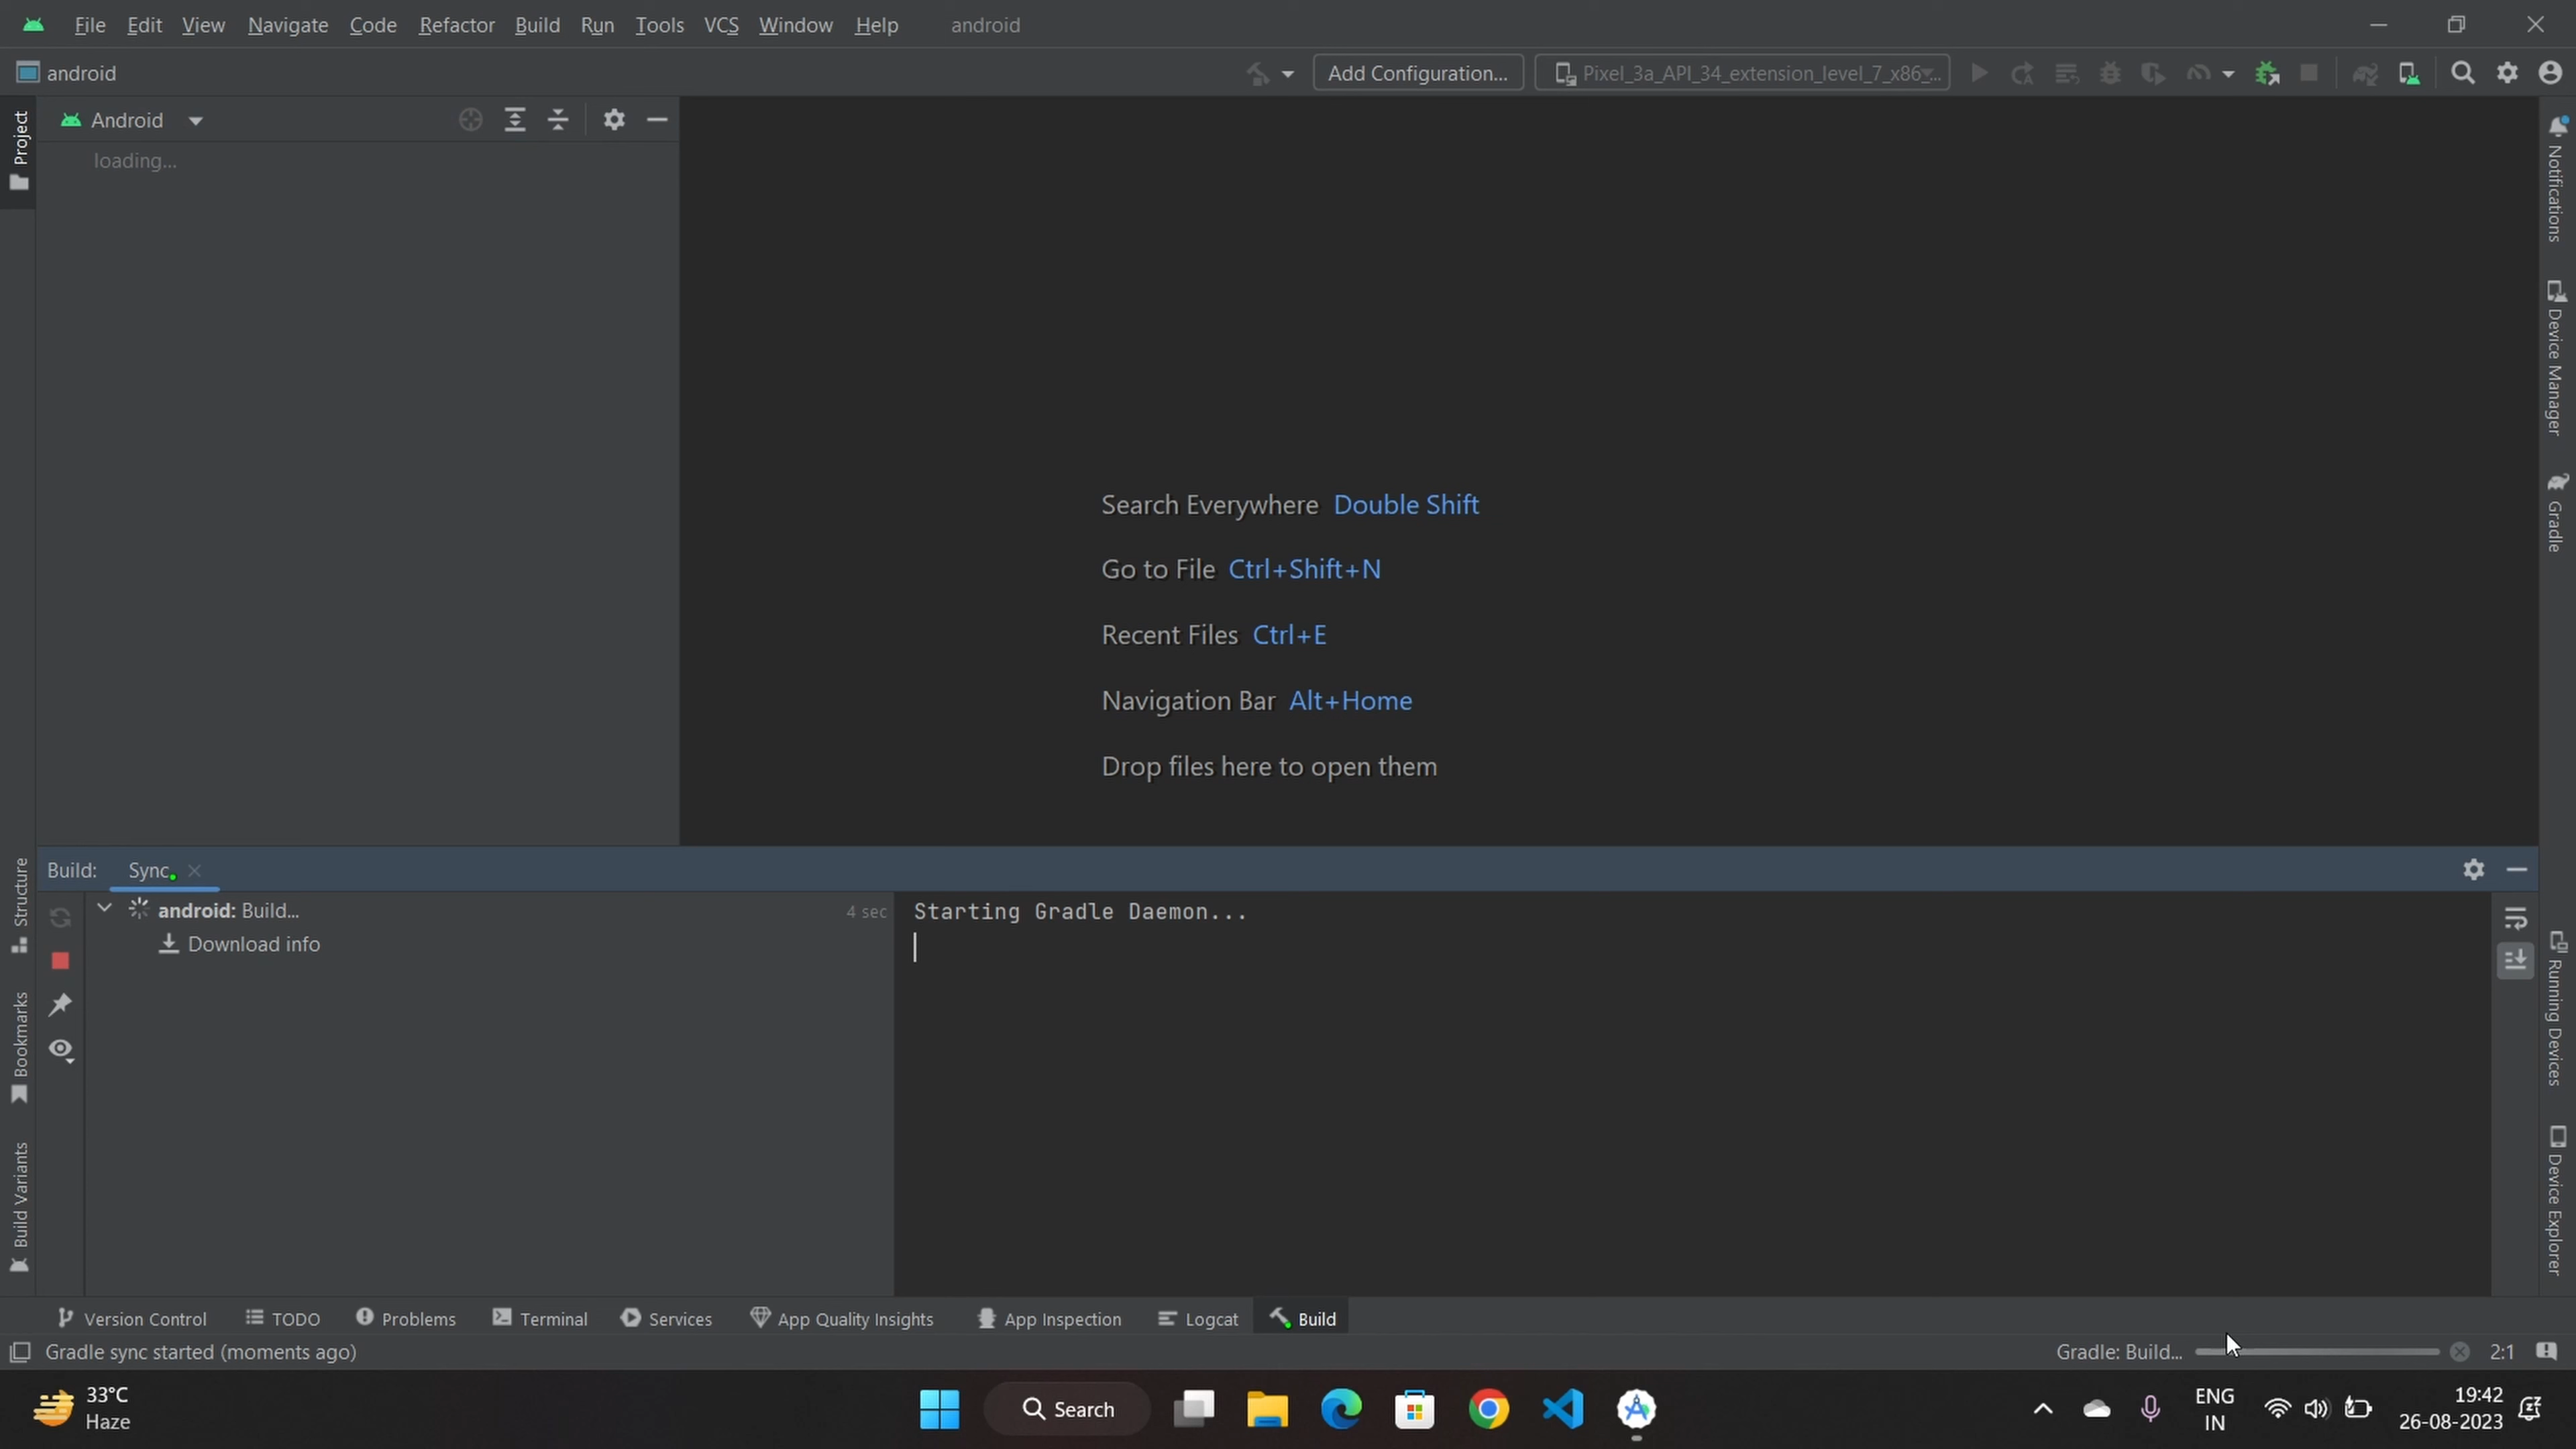 File Edit View Navigate Code Refactor Build Run Tools VCS Window Help android
android Add Configuration... Pixel_3a_API_34_extension_level_7_x86_...
Project
Android
loading...
Notifications
Device Manager
Gradle
Search Everywhere Double Shift
Go to File Ctrl+Shift+N
Recent Files Ctrl+E
Navigation Bar Alt+Home
Drop files here to open them
Structure
Bookmarks
Build Variants
Build: Sync
android: Build... 4 sec
Download info
Starting Gradle Daemon...
Running Devices
Device Explorer
Version Control TODO Problems Terminal Services App Quality Insights App Inspection Logcat Build
Gradle sync started (moments ago) Gradle: Build... 2:1
33°C
Haze
Search
ENG
IN
19:42
26-08-2023